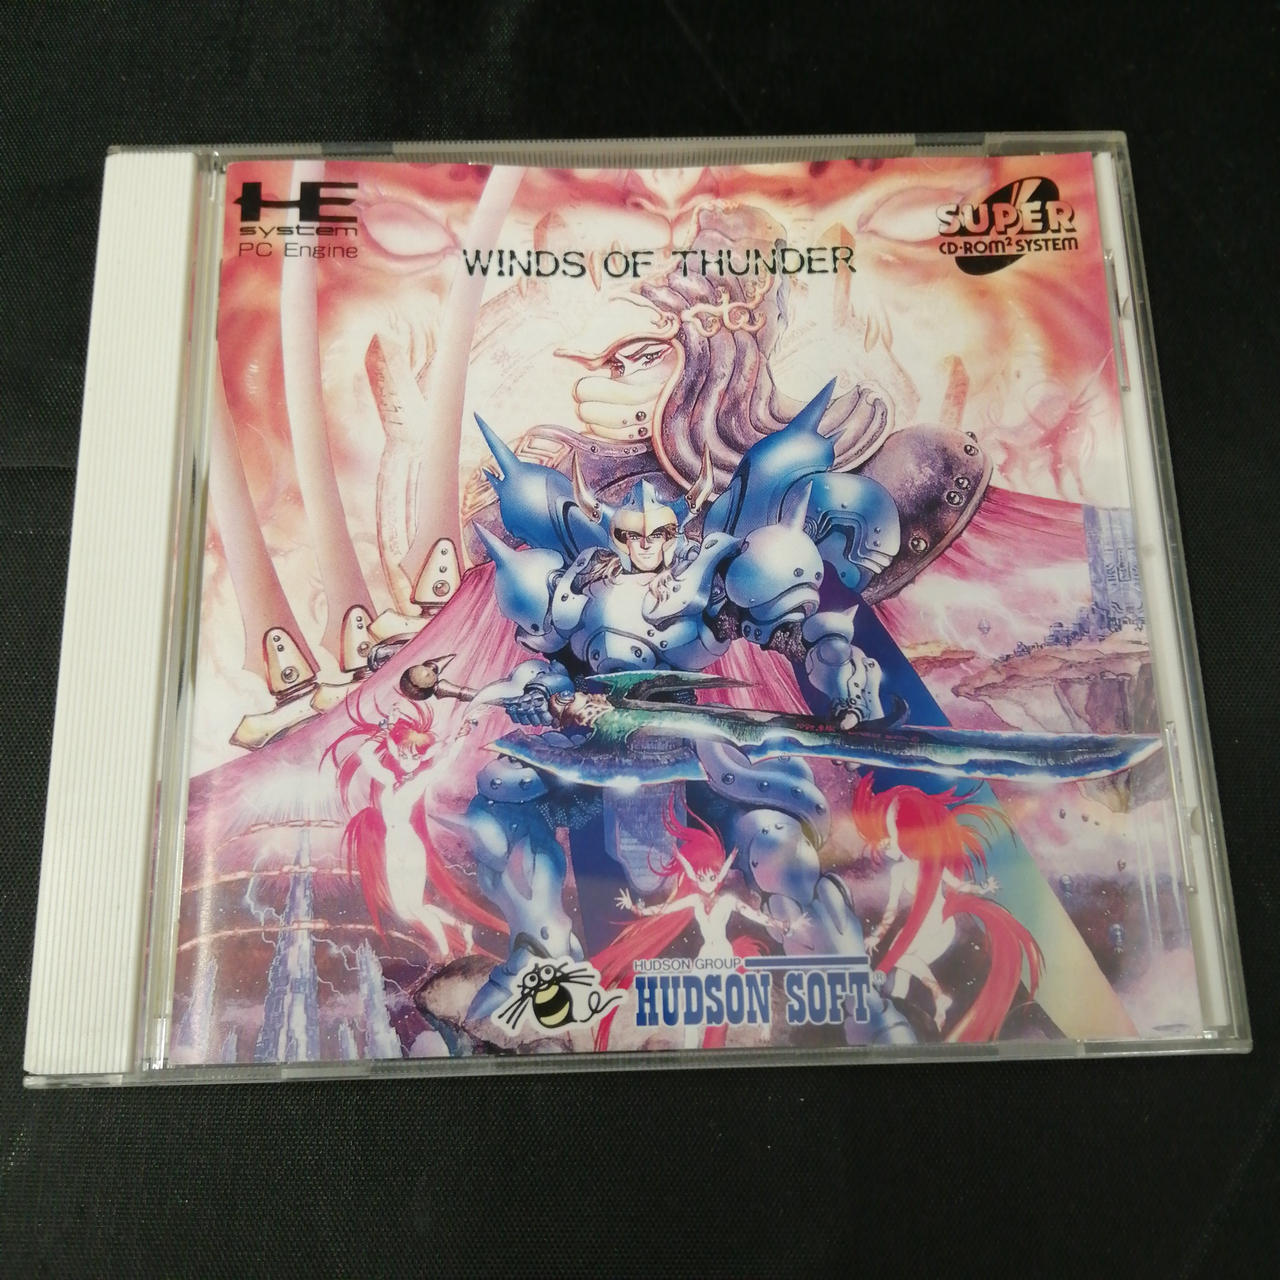 HE
system
PC Engine
WINDS OF THUNDER
SUPER
CD-ROM² SYSTEM
HUDSON GROUP
HUDSON SOFT®